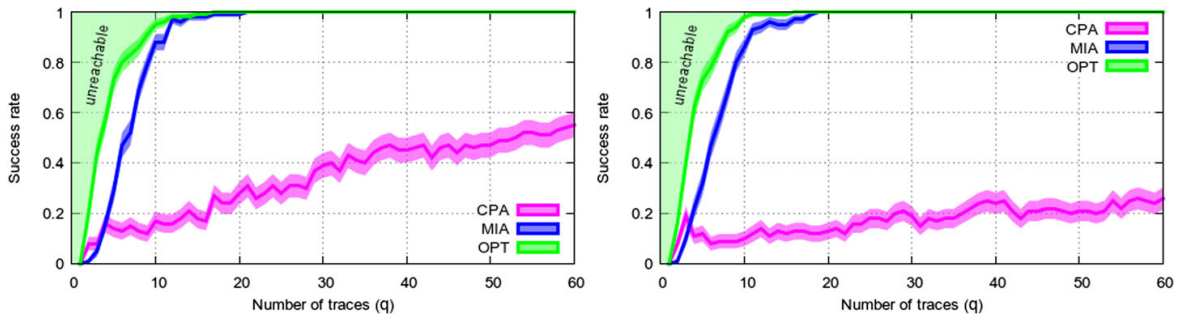 1
0.8
0.6
0.4
0.2
0
Success rate
unreachable
CPA
MIA
OPT
0 10 20 30 40 50 60
Number of traces (q)
1
0.8
0.6
0.4
0.2
0
Success rate
unreachable
CPA
MIA
OPT
0 10 20 30 40 50 60
Number of traces (q)